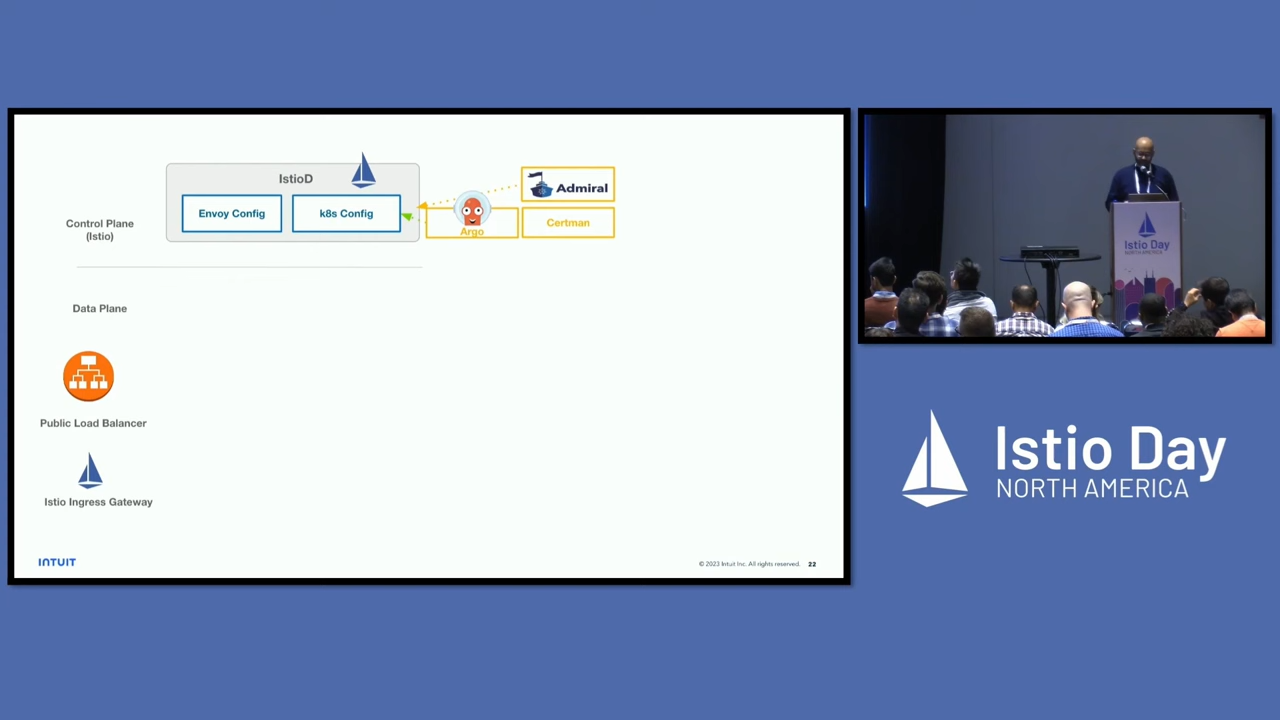 IstioD
Envoy Config
k8s Config
Argo
Admiral
Certman
Control Plane
(Istio)
Data Plane
Public Load Balancer
Istio Ingress Gateway
INTUIT
© 2023 Intuit Inc. All rights reserved. 22
Istio Day
NORTH AMERICA
Istio Day
NORTH AMERICA